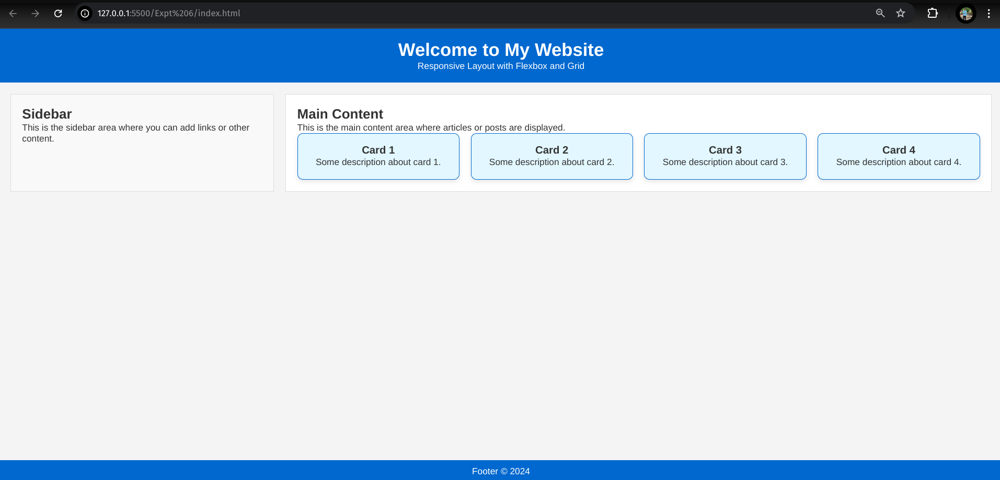 127.0.0.1:5500/Expt%206/index.html
Welcome to My Website
Responsive Layout with Flexbox and Grid
Sidebar
This is the sidebar area where you can add links or other
content.
Main Content
This is the main content area where articles or posts are displayed.
Card 1
Some description about card 1.
Card 2
Some description about card 2.
Card 3
Some description about card 3.
Card 4
Some description about card 4.
Footer © 2024